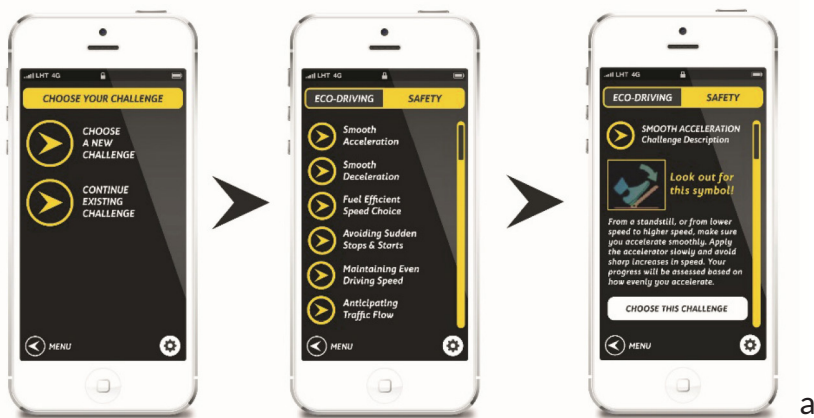 LHT 4G
CHOOSE YOUR CHALLENGE
CHOOSE
A NEW
CHALLENGE
CONTINUE
EXISTING
CHALLENGE
MENU
LHT 4G
ECO-DRIVING SAFETY
Smooth
Acceleration
Smooth
Deceleration
Fuel Efficient
Speed Choice
Avoiding Sudden
Stops & Starts
Maintaining Even
Driving Speed
Anticipating
Traffic Flow
MENU
LHT 4G
ECO-DRIVING SAFETY
SMOOTH ACCELERATION
Challenge Description
Look out for
this symbol!
From a standstill, or from lower
speed to higher speed, make sure
you accelerate smoothly. Apply
the accelerator slowly and avoid
sharp increases in speed. Your
progress will be assessed based on
how evenly you accelerate.
CHOOSE THIS CHALLENGE
MENU
a